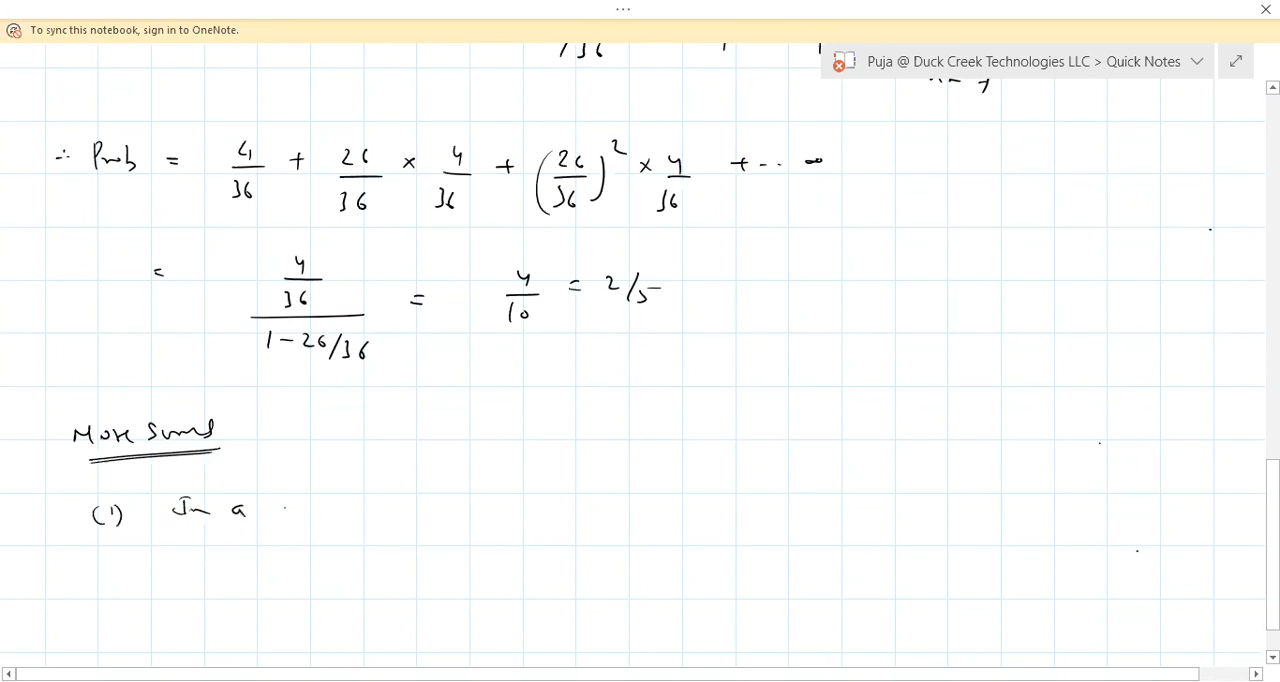 To sync this notebook, sign in to OneNote.
/36
Puja @ Duck Creek Technologies LLC > Quick Notes
∴ Prob = 4/36 + 26/36 × 4/36 + (26/36)² × 4/36 + ... ∞
= (4/36)/(1 - 26/36) = 4/10 = 2/5
More Sums
(1) In a